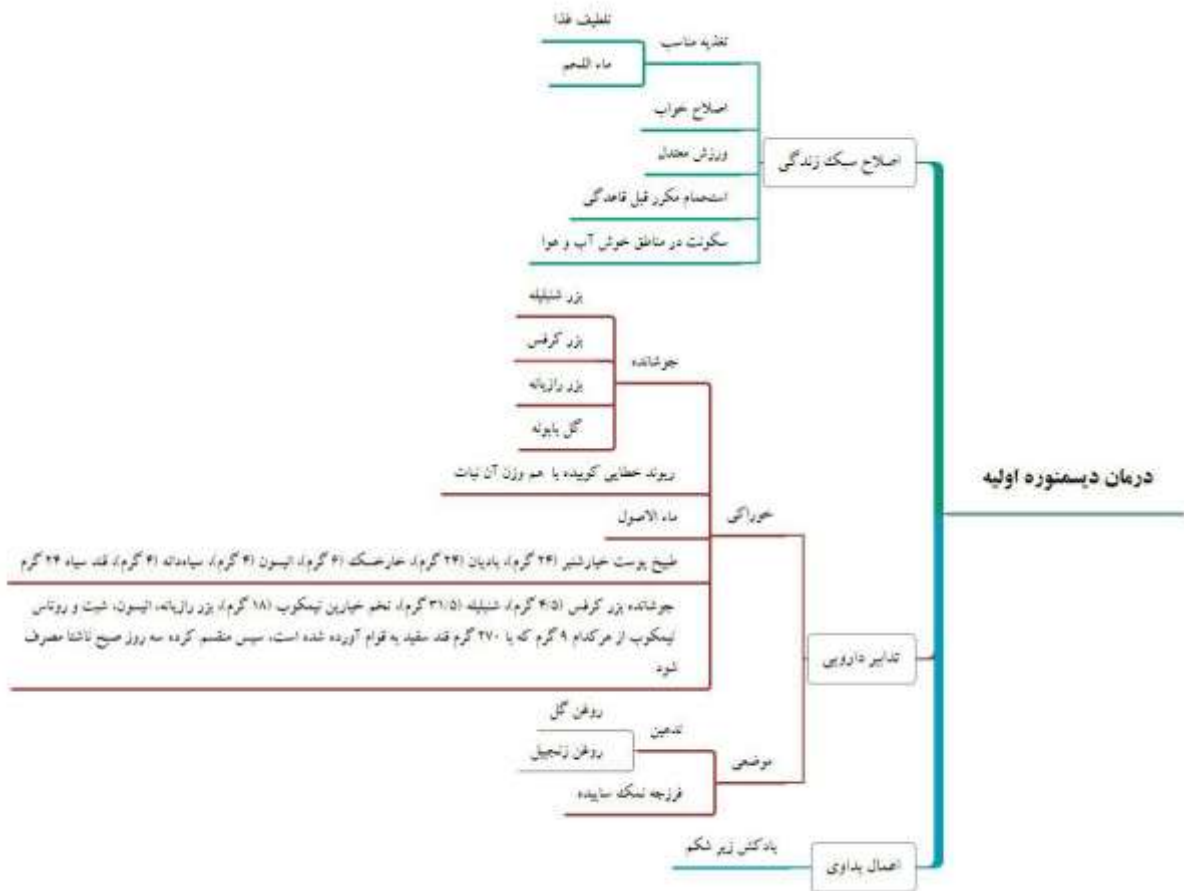 درمان دیسمنوره اولیه
اصلاح سبک زندگی
تغذیه مناسب
تلطیف غذا
ماء اللحم
اصلاح خواب
ورزش معتدل
استحمام مکرر قبل قاعدگی
سکونت در مناطق خوش آب و هوا
تدابیر دارویی
خوراکی
جوشانده
بزر شنبلیله
بزر کرفس
بزر رازیانه
گل بابونه
ریوند خطایی کوبیده با هم وزن آن نبات
ماء الاصول
طبیخ پوست خیارشنبر (۲۴ گرم)، بادیان (۲۴ گرم)، خارخسک (۶ گرم)، انیسون (۴ گرم)، سیاهدانه (۴ گرم)، قند سیاه ۲۴ گرم
جوشانده بزر کرفس (۴/۵ گرم)، شنبلیله (۳۱/۵ گرم)، تخم خیارین نیمکوب (۱۸ گرم)، بزر رازیانه، انیسون، شبت و روناس
نیمکوب از هرکدام ۹ گرم که با ۲۷۰ گرم قند سفید به قوام آورده شده است، سپس منقسم کرده سه روز صبح ناشتا مصرف
شود
موضعی
تدهین
روغن گل
روغن زنجبیل
فرزجه نمک ساییده
اعمال یداوی
بادکش زیر شکم